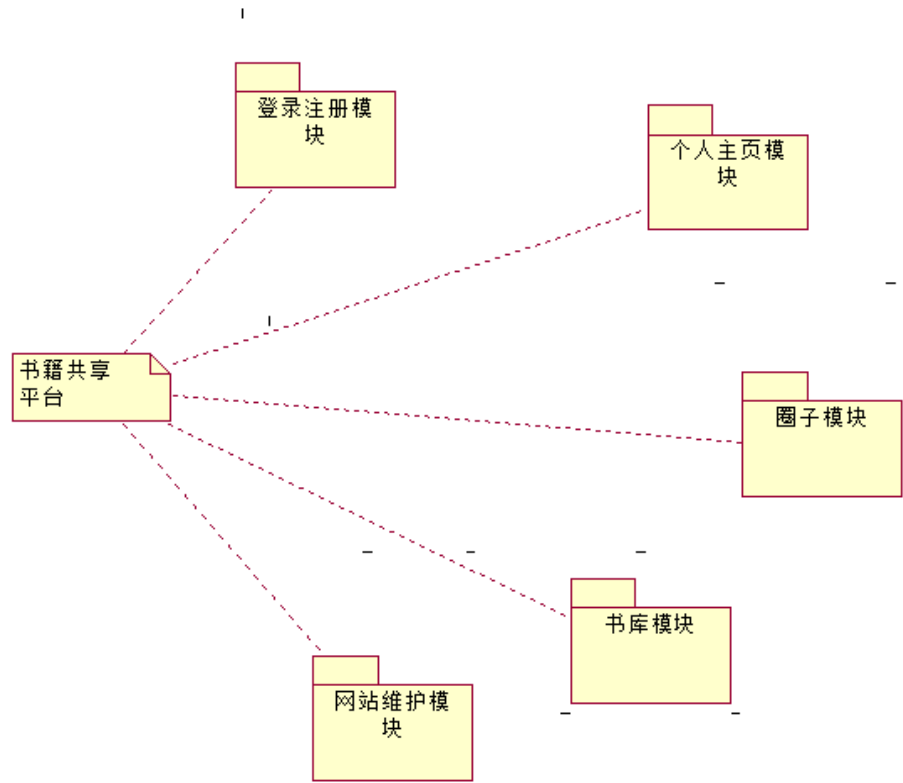 登录注册模
块
个人主页模
块
书籍共享
平台
圈子模块
书库模块
网站维护模
块